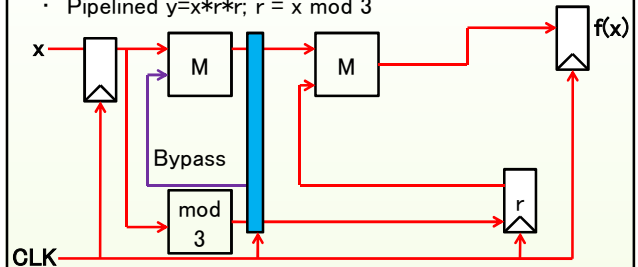 · Pipelined y=x*r*r; r = x mod 3
x
M
M
f(x)
Bypass
mod
3
r
CLK